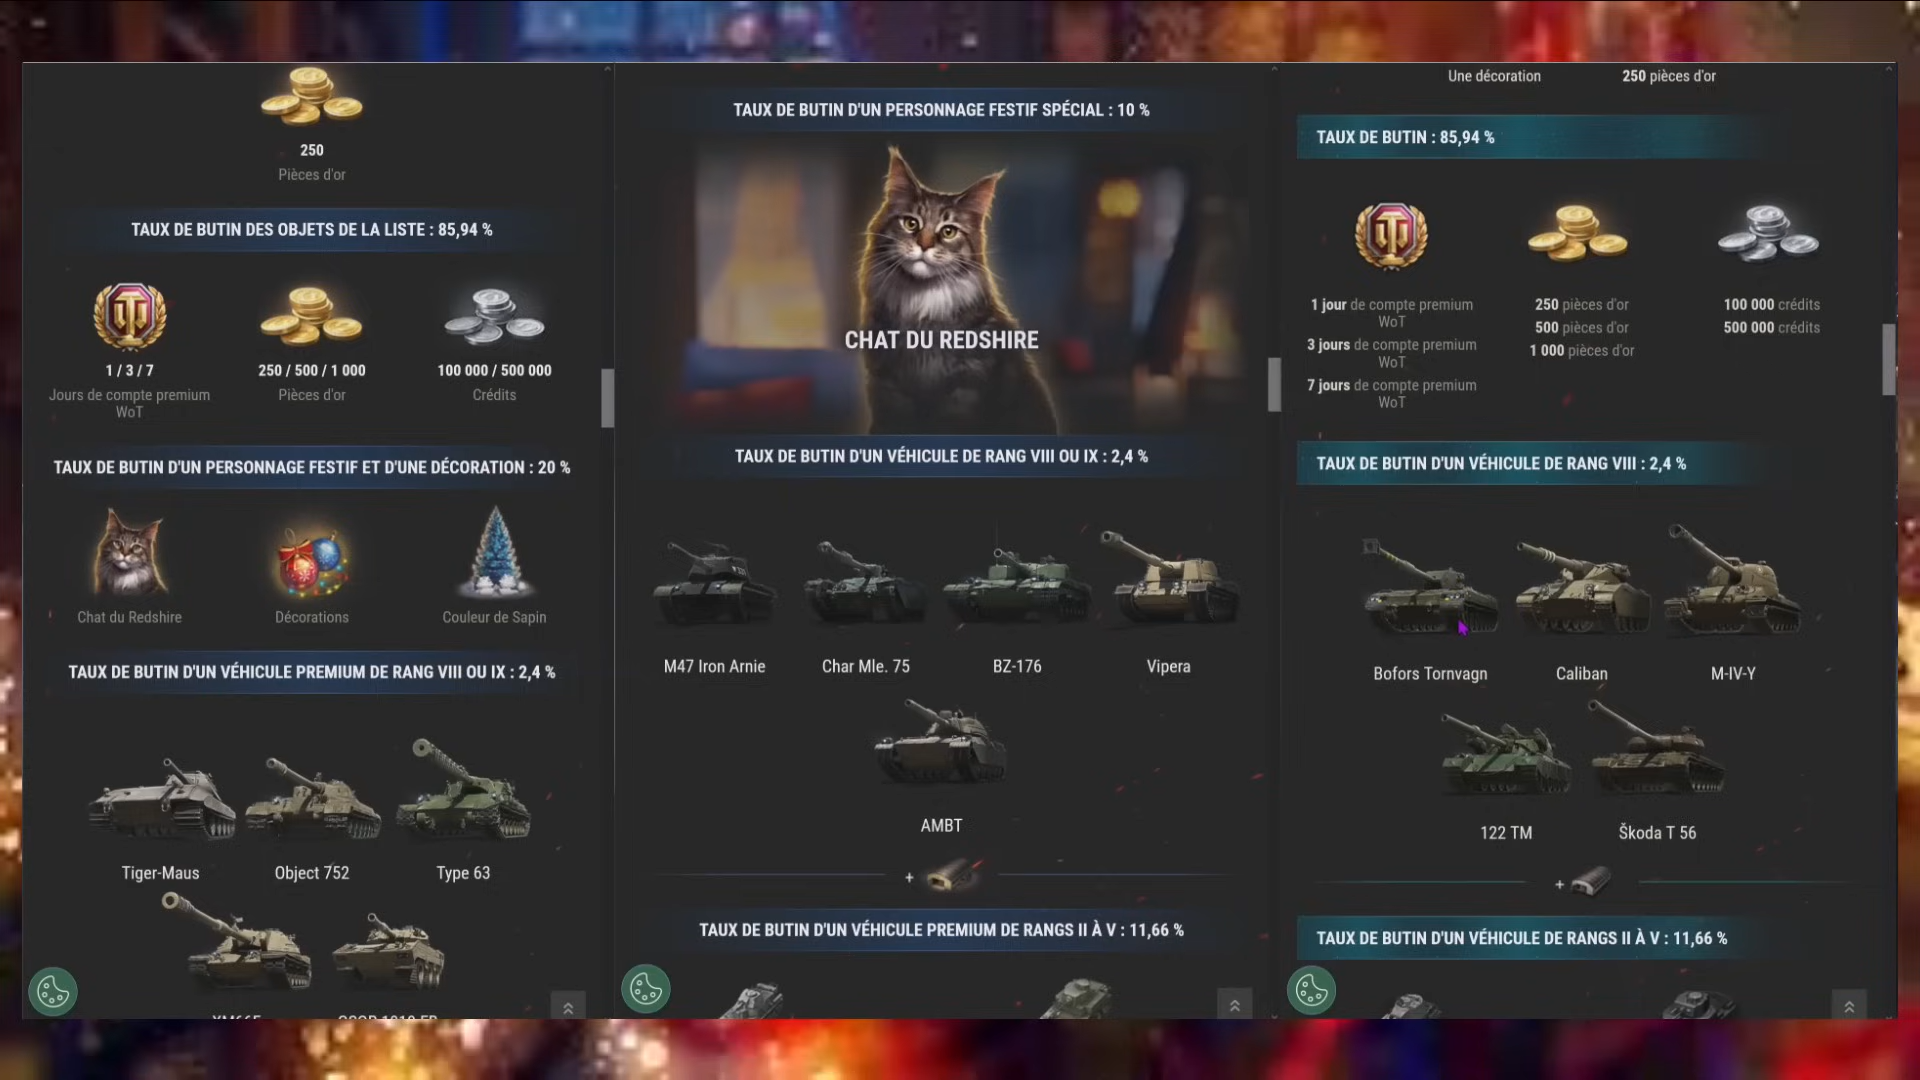 250
Pièces d'or
TAUX DE BUTIN DES OBJETS DE LA LISTE : 85,94 %
1 / 3 / 7
Jours de compte premium
WoT
250 / 500 / 1 000
Pièces d'or
100 000 / 500 000
Crédits
TAUX DE BUTIN D'UN PERSONNAGE FESTIF ET D'UNE DÉCORATION : 20 %
Chat du Redshire
Décorations
Couleur de Sapin
TAUX DE BUTIN D'UN VÉHICULE PREMIUM DE RANG VIII OU IX : 2,4 %
Tiger-Maus
Object 752
Type 63
TAUX DE BUTIN D'UN PERSONNAGE FESTIF SPÉCIAL : 10 %
CHAT DU REDSHIRE
TAUX DE BUTIN D'UN VÉHICULE DE RANG VIII OU IX : 2,4 %
M47 Iron Arnie
Char Mle. 75
BZ-176
Vipera
AMBT
+
TAUX DE BUTIN D'UN VÉHICULE PREMIUM DE RANGS II À V : 11,66 %
Une décoration
250 pièces d'or
TAUX DE BUTIN : 85,94 %
1 jour de compte premium
WoT
3 jours de compte premium
WoT
7 jours de compte premium
WoT
250 pièces d'or
500 pièces d'or
1 000 pièces d'or
100 000 crédits
500 000 crédits
TAUX DE BUTIN D'UN VÉHICULE DE RANG VIII : 2,4 %
Bofors Tornvagn
Caliban
M-IV-Y
122 TM
Škoda T 56
+
TAUX DE BUTIN D'UN VÉHICULE DE RANGS II À V : 11,66 %